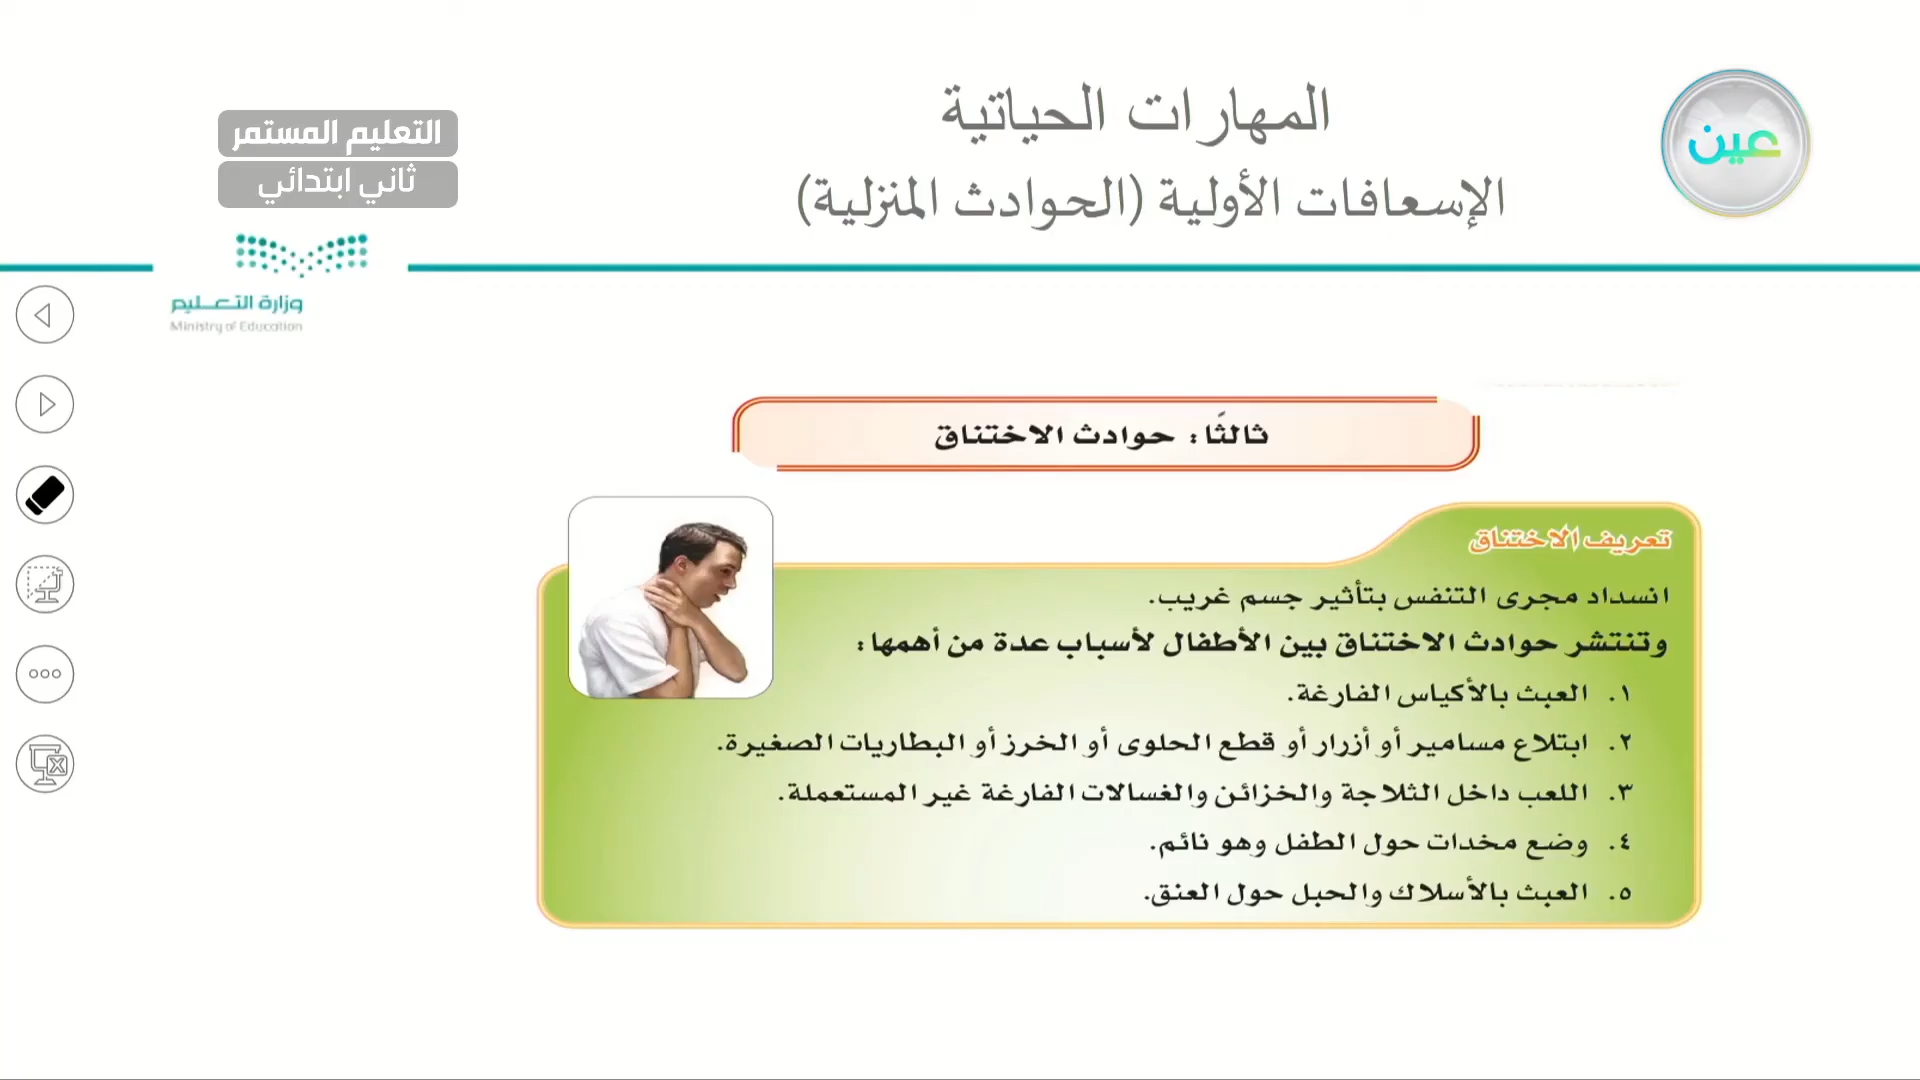 المهارات الحياتية
الإسعافات الأولية (الحوادث المنزلية)
عين
التعليم المستمر
ثاني ابتدائي
وزارة التعـــليم
Ministry of Education
ثالثًا: حوادث الاختناق
تعريف الاختناق
انسداد مجرى التنفس بتأثير جسم غريب.
وتنتشر حوادث الاختناق بين الأطفال لأسباب عدة من أهمها:
١. العبث بالأكياس الفارغة.
٢. ابتلاع مسامير أو أزرار أو قطع الحلوى أو الخرز أو البطاريات الصغيرة.
٣. اللعب داخل الثلاجة والخزائن والغسالات الفارغة غير المستعملة.
٤. وضع مخدات حول الطفل وهو نائم.
٥. العبث بالأسلاك والحبل حول العنق.